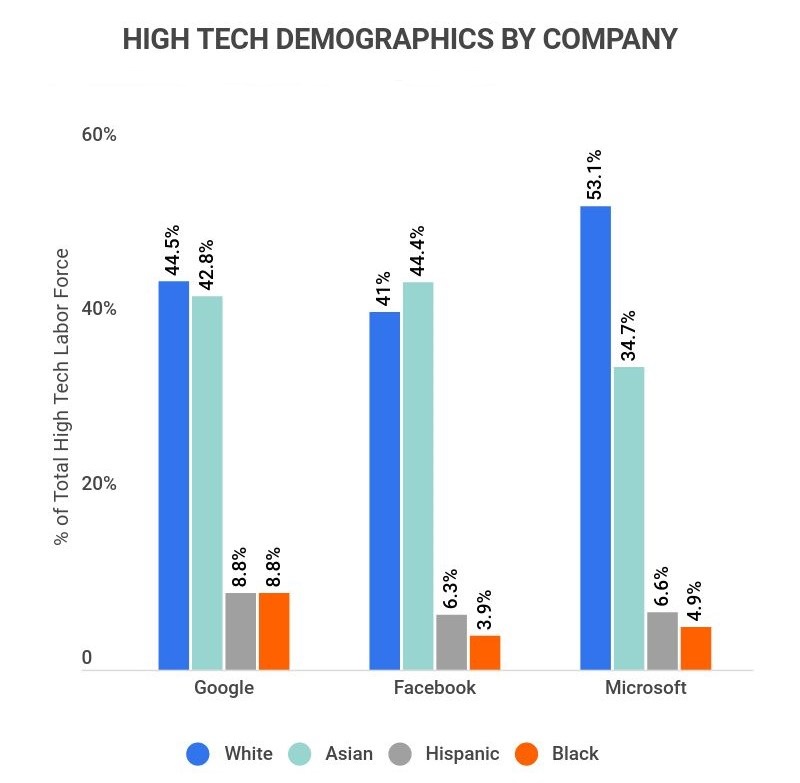 HIGH TECH DEMOGRAPHICS BY COMPANY
% of Total High Tech Labor Force
60%
40%
20%
0
44.5%
42.8%
8.8%
8.8%
41%
44.4%
6.3%
3.9%
53.1%
34.7%
6.6%
4.9%
Google
Facebook
Microsoft
White
Asian
Hispanic
Black